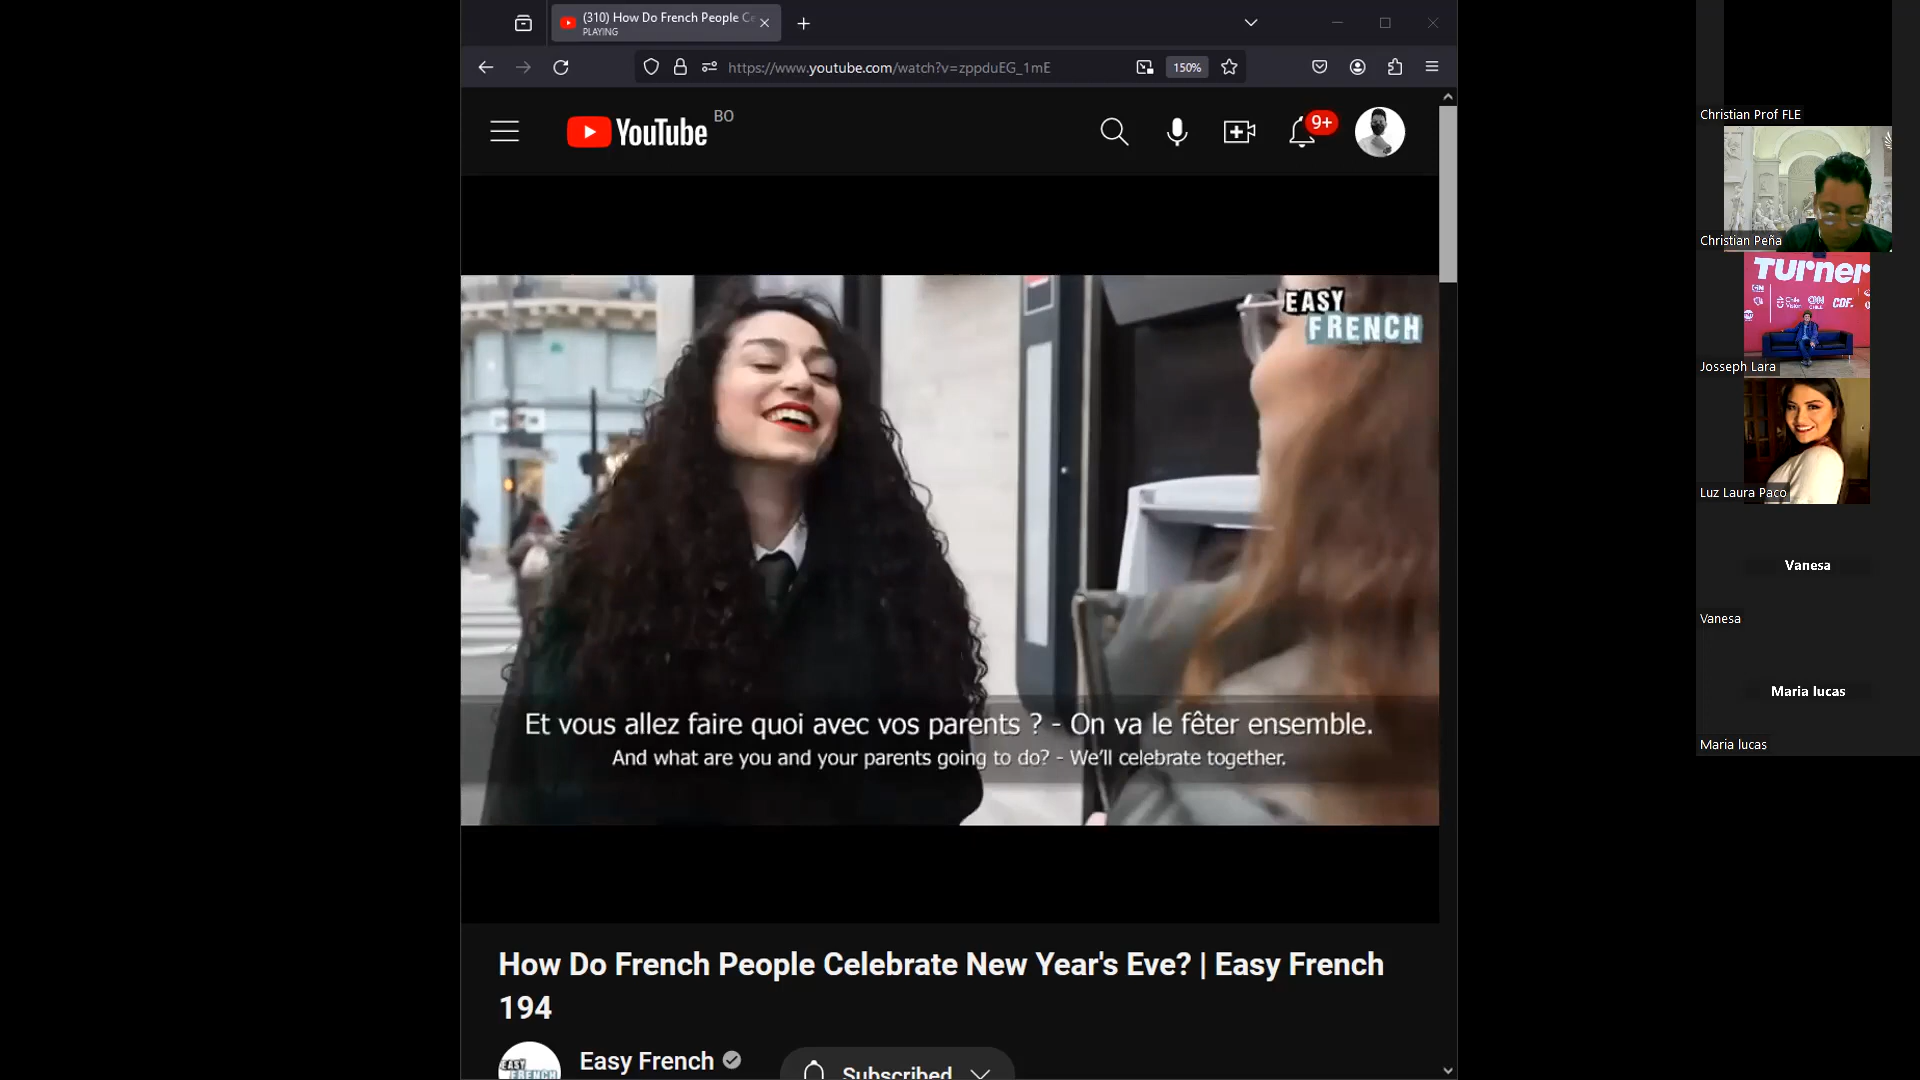 (310) How Do French People Ce
PLAYING
https://www.youtube.com/watch?v=zppduEG_1mE
150%
YouTube
BO
9+
EASY
FRENCH
Et vous allez faire quoi avec vos parents ? - On va le fêter ensemble.
And what are you and your parents going to do? - We'll celebrate together.
How Do French People Celebrate New Year's Eve? | Easy French
194
EASY
FRENCH
Easy French
Subscribed
Christian Prof FLE
Christian Peña
Turner
CDF.
Josseph Lara
Luz Laura Paco
Vanesa
Vanesa
Maria lucas
Maria lucas